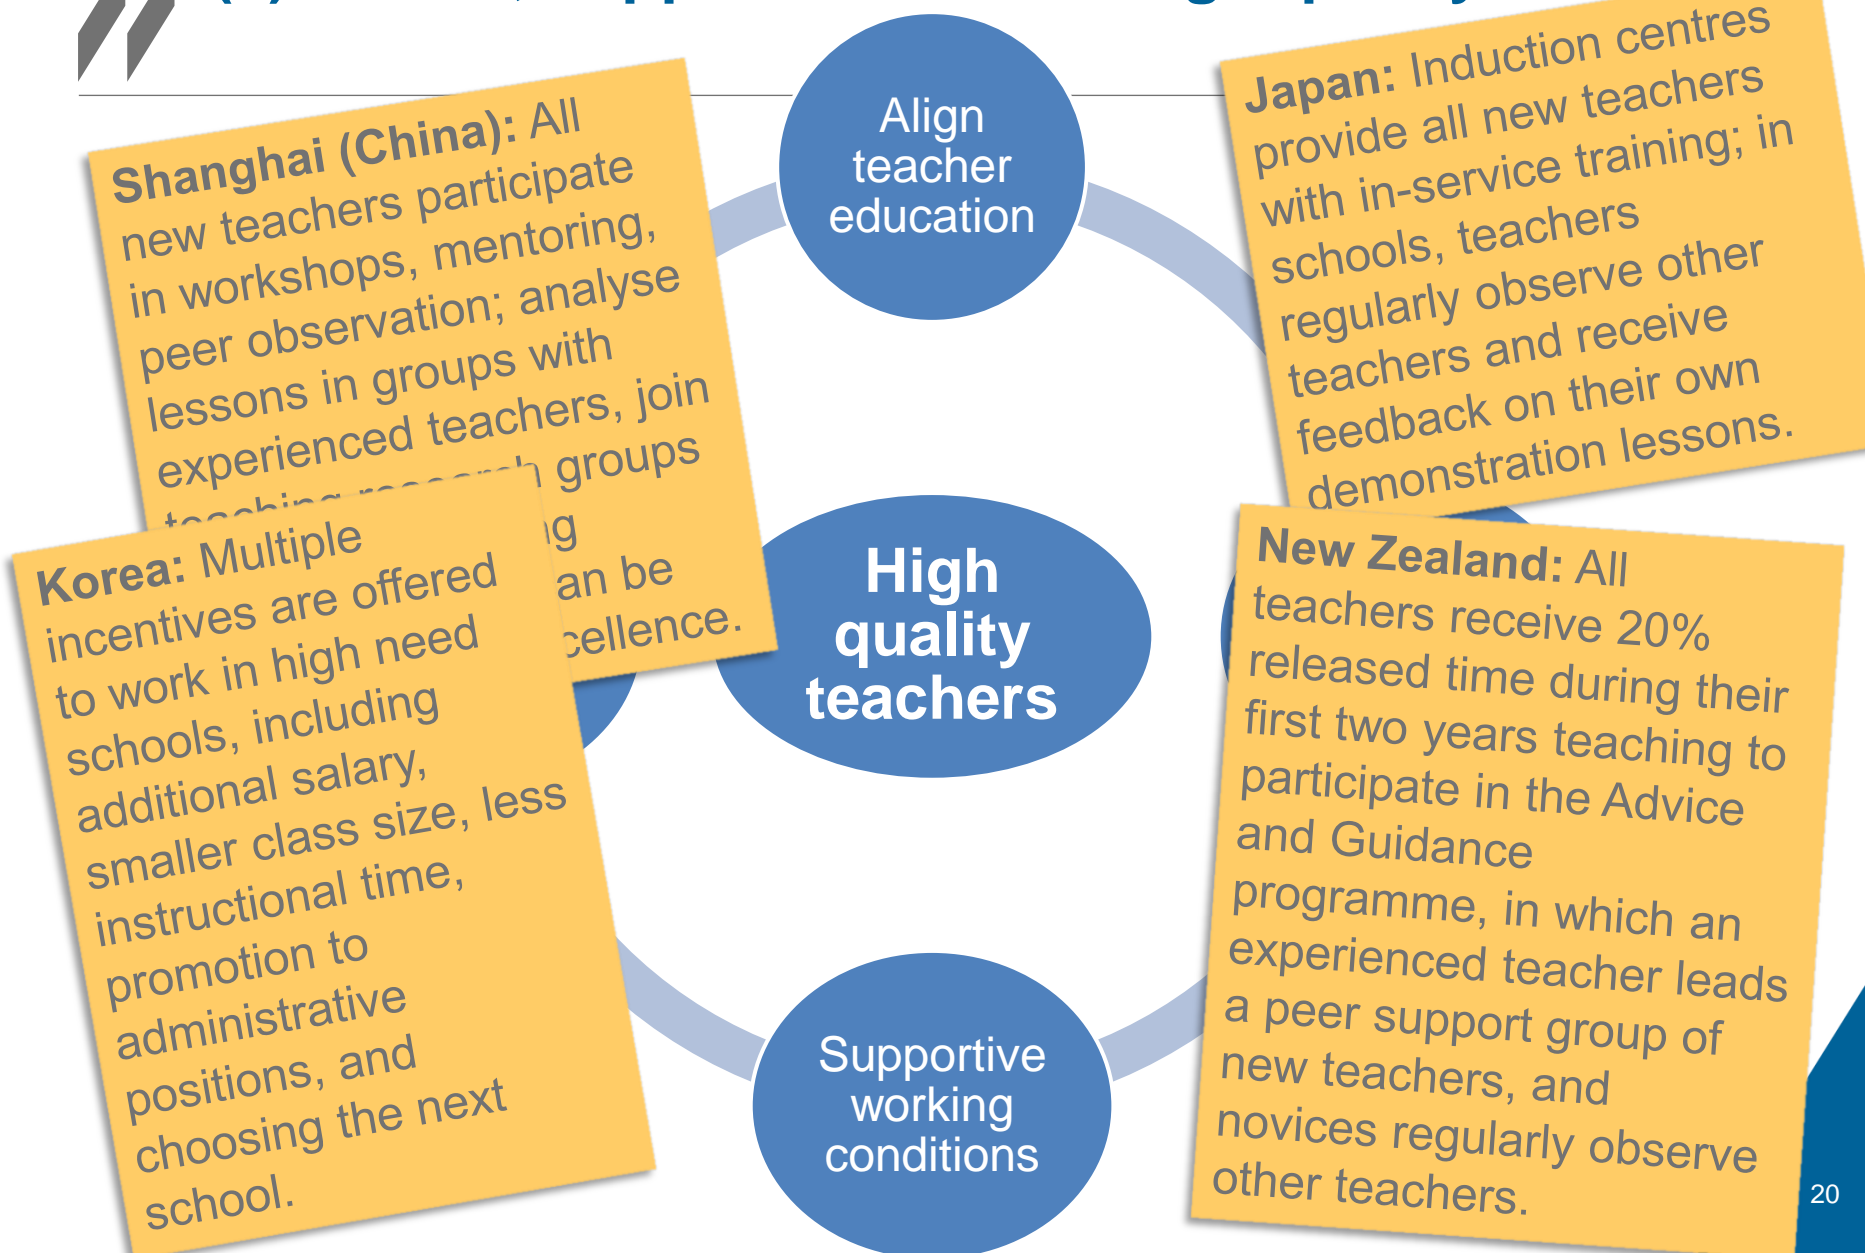 Align
teacher
education
Shanghai (China): All
new teachers participate
in workshops, mentoring,
peer observation; analyse
lessons in groups with
experienced teachers, join
groups
an be
Japan: Induction centres
provide all new teachers
with in-service training; in
schools, teachers
regularly observe other
teachers and receive
feedback on their own
demonstration lessons.
High
quality
teachers
Korea: Multiple
incentives are offered
to work in high need
schools, including
additional salary,
smaller class size, less
instructional time,
promotion to
administrative
positions, and
choosing the next
school.
New Zealand: All
teachers receive 20%
released time during their
first two years teaching to
participate in the Advice
and Guidance
programme, in which an
experienced teacher leads
a peer support group of
new teachers, and
novices regularly observe
other teachers.
Supportive
working
conditions
20